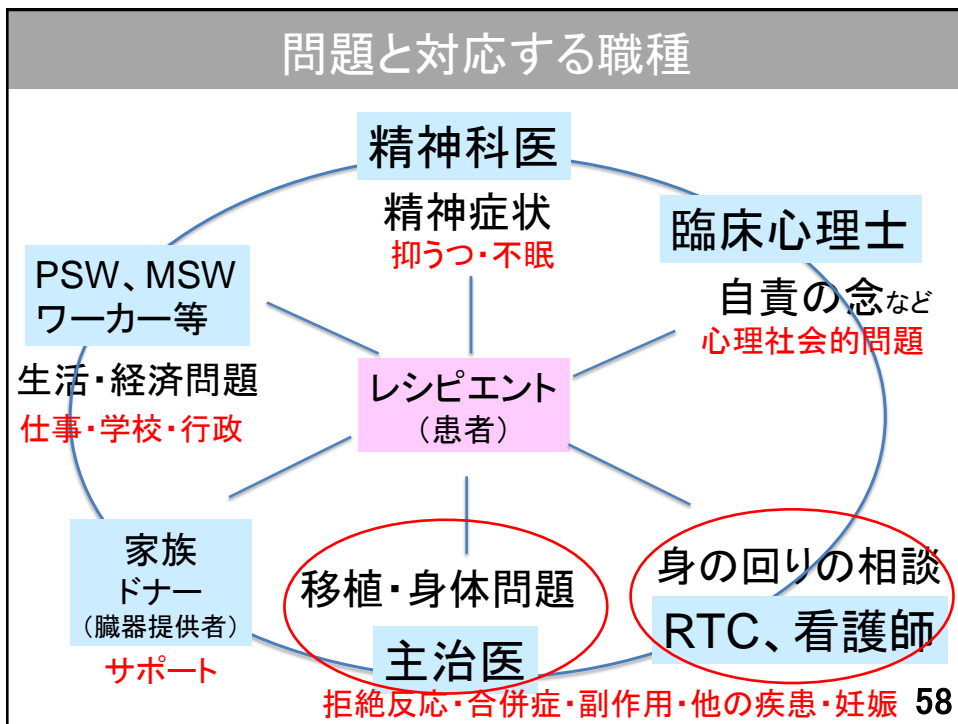 問題と対応する職種
精神科医
精神症状
抑うつ・不眠
臨床心理士
自責の念など
心理社会的問題
PSW、MSW
ワーカー等
生活・経済問題
仕事・学校・行政
レシピエント
（患者）
家族
ドナー
（臓器提供者）
サポート
移植・身体問題
主治医
身の回りの相談
RTC、看護師
拒絶反応・合併症・副作用・他の疾患・妊娠
58